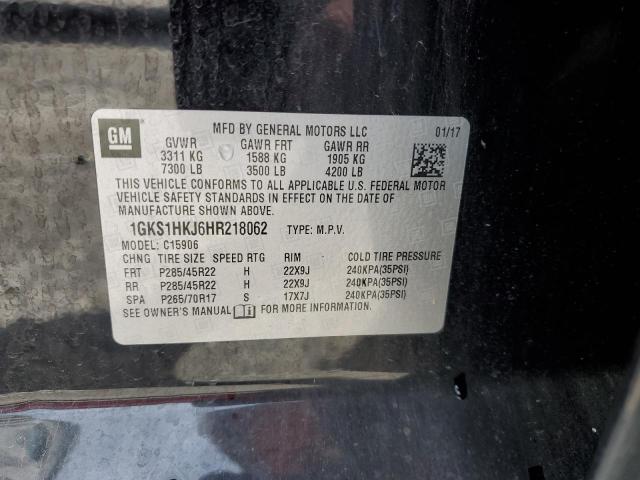 GM
MFD BY GENERAL MOTORS LLC 01/17
GVWR GAWR FRT GAWR RR
3311 KG 1588 KG 1905 KG
7300 LB 3500 LB 4200 LB
THIS VEHICLE CONFORMS TO ALL APPLICABLE U.S. FEDERAL MOTOR
VEHICLE SAFETY STANDARDS IN EFFECT ON THE DATE OF
MANUFACTURE SHOWN ABOVE.
1GKS1HKJ6HR218062 TYPE: M.P.V.
MODEL: C15906
CHNG TIRE SIZE SPEED RTG RIM COLD TIRE PRESSURE
FRT P285/45R22 H 22X9J 240KPA(35PSI)
RR P285/45R22 H 22X9J 240KPA(35PSI)
SPA P265/70R17 S 17X7J 240KPA(35PSI)
SEE OWNER'S MANUAL FOR MORE INFORMATION.